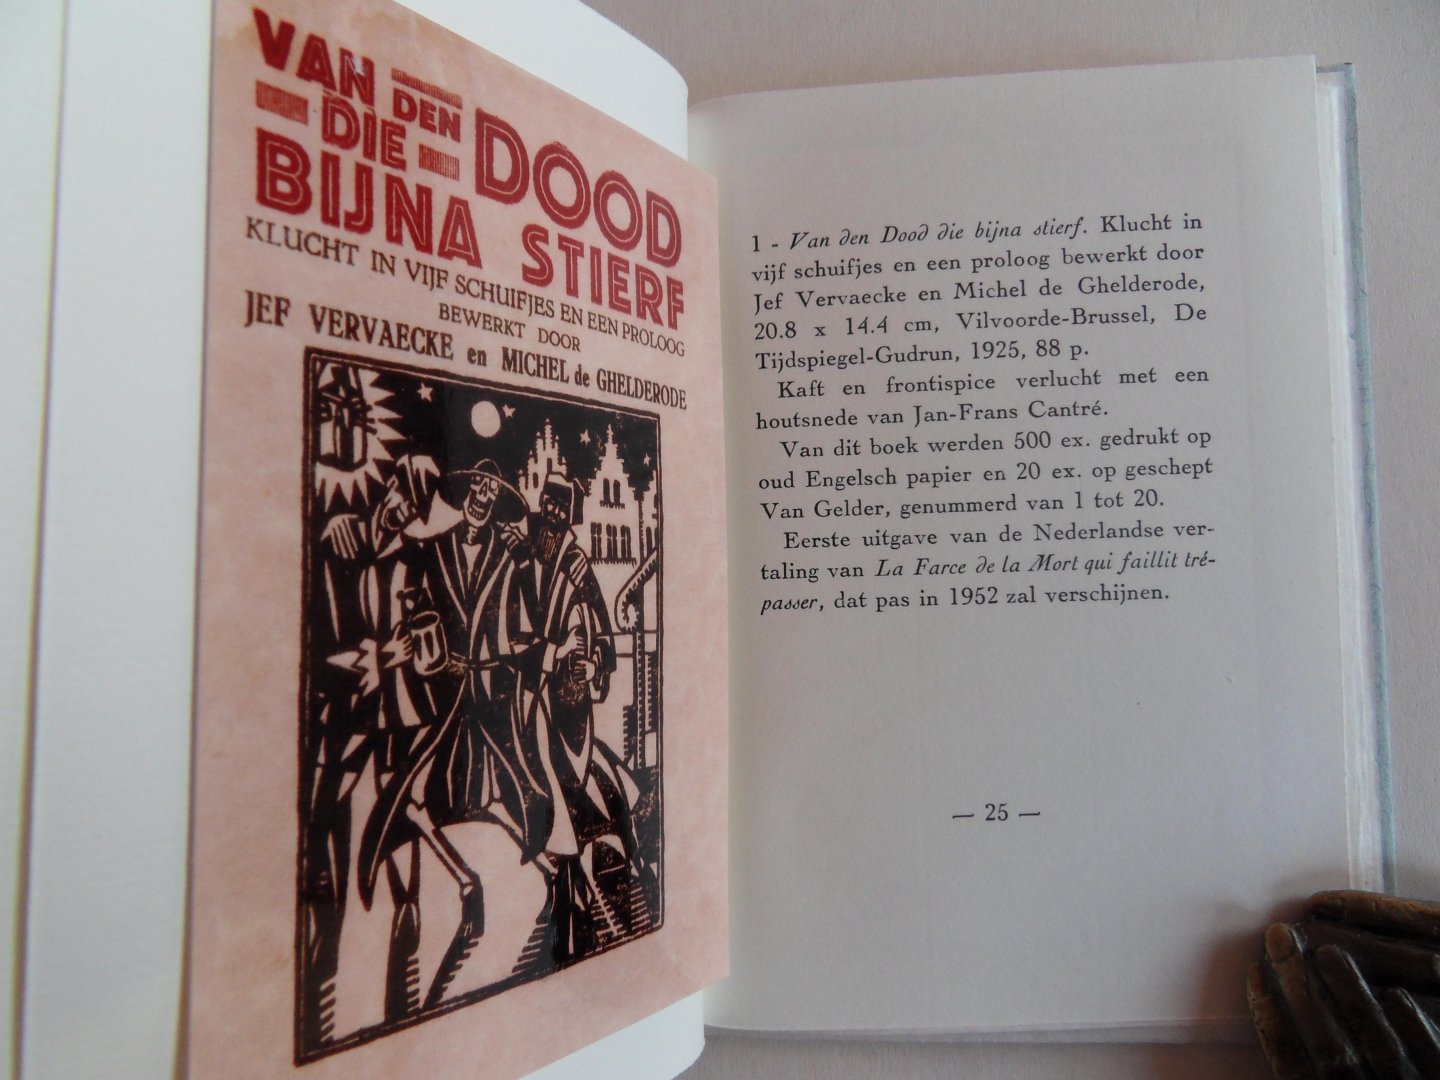 VAN DEN
DIE DOOD
BIJNA STIERF
KLUCHT IN VIJF SCHUIFJES EN EEN PROLOOG
BEWERKT DOOR
JEF VERVAECKE en MICHEL de GHELDERODE
1 - Van den Dood die bijna stierf. Klucht in
vijf schuifjes en een proloog bewerkt door
Jef Vervaecke en Michel de Ghelderode,
20.8 x 14.4 cm, Vilvoorde-Brussel, De
Tijdspiegel-Gudrun, 1925, 88 p.
Kaft en frontispice verlucht met een
houtsnede van Jan-Frans Cantré.
Van dit boek werden 500 ex. gedrukt op
oud Engelsch papier en 20 ex. op geschept
Van Gelder, genummerd van 1 tot 20.
Eerste uitgave van de Nederlandse ver-
taling van La Farce de la Mort qui faillit tré-
passer, dat pas in 1952 zal verschijnen.
— 25 —